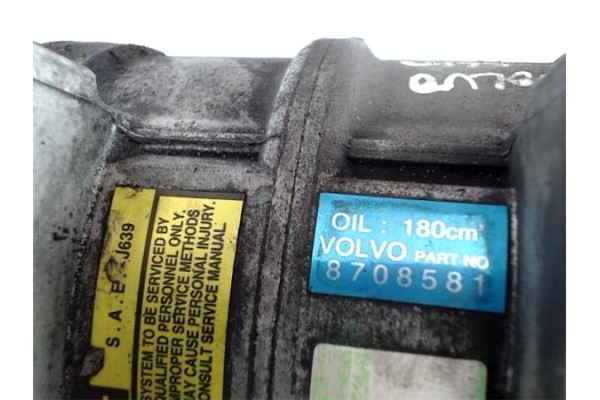 OIL: 180cm³
VOLVO PART NO
8708581
S.A.E. J639
SYSTEM TO BE SERVICED BY
QUALIFIED PERSONNEL ONLY.
IMPROPER SERVICE METHODS
MAY CAUSE PERSONAL INJURY.
CONSULT SERVICE MANUAL